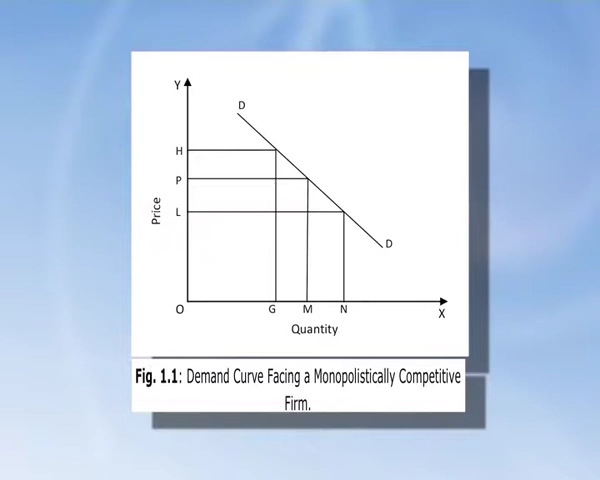 Y
D
H
P
L
Price
D
O
G M N
X
Quantity
Fig. 1.1: Demand Curve Facing a Monopolistically Competitive
Firm.